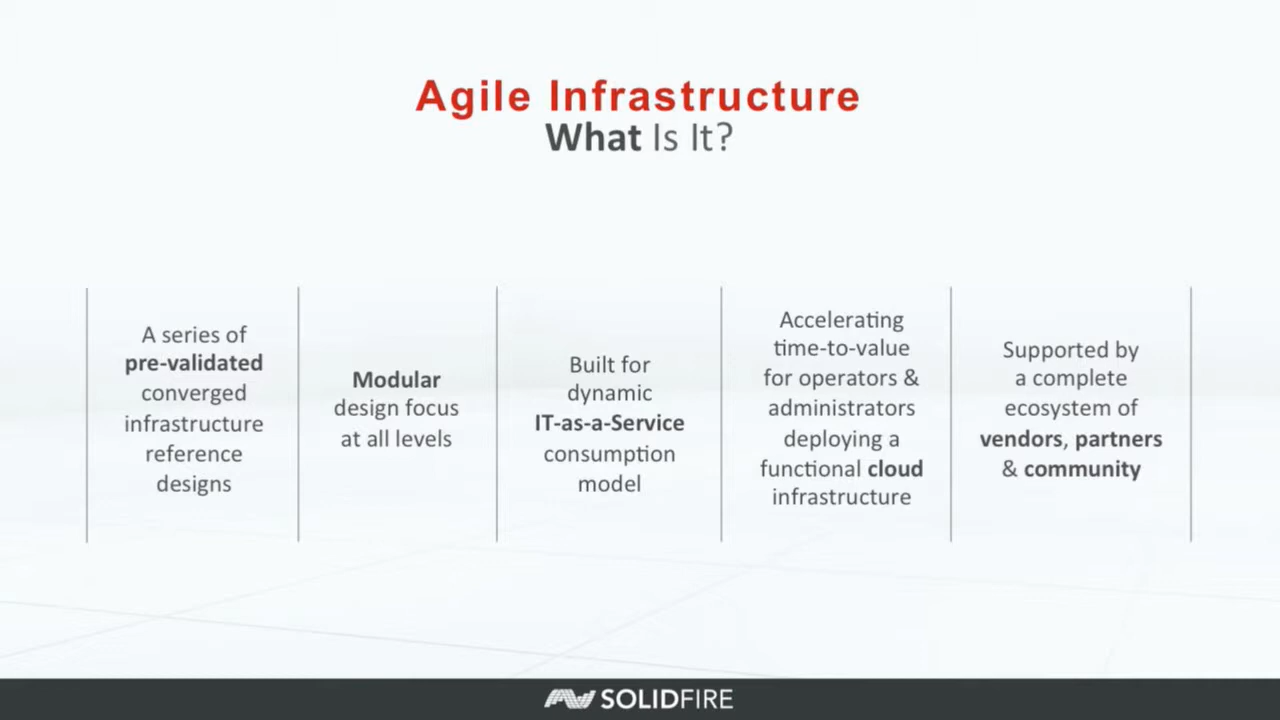 Agile Infrastructure
What Is It?
A series of
pre-validated
converged
infrastructure
reference
designs
Modular
design focus
at all levels
Built for
dynamic
IT-as-a-Service
consumption
model
Accelerating
time-to-value
for operators &
administrators
deploying a
functional cloud
infrastructure
Supported by
a complete
ecosystem of
vendors, partners
& community
SOLIDFIRE